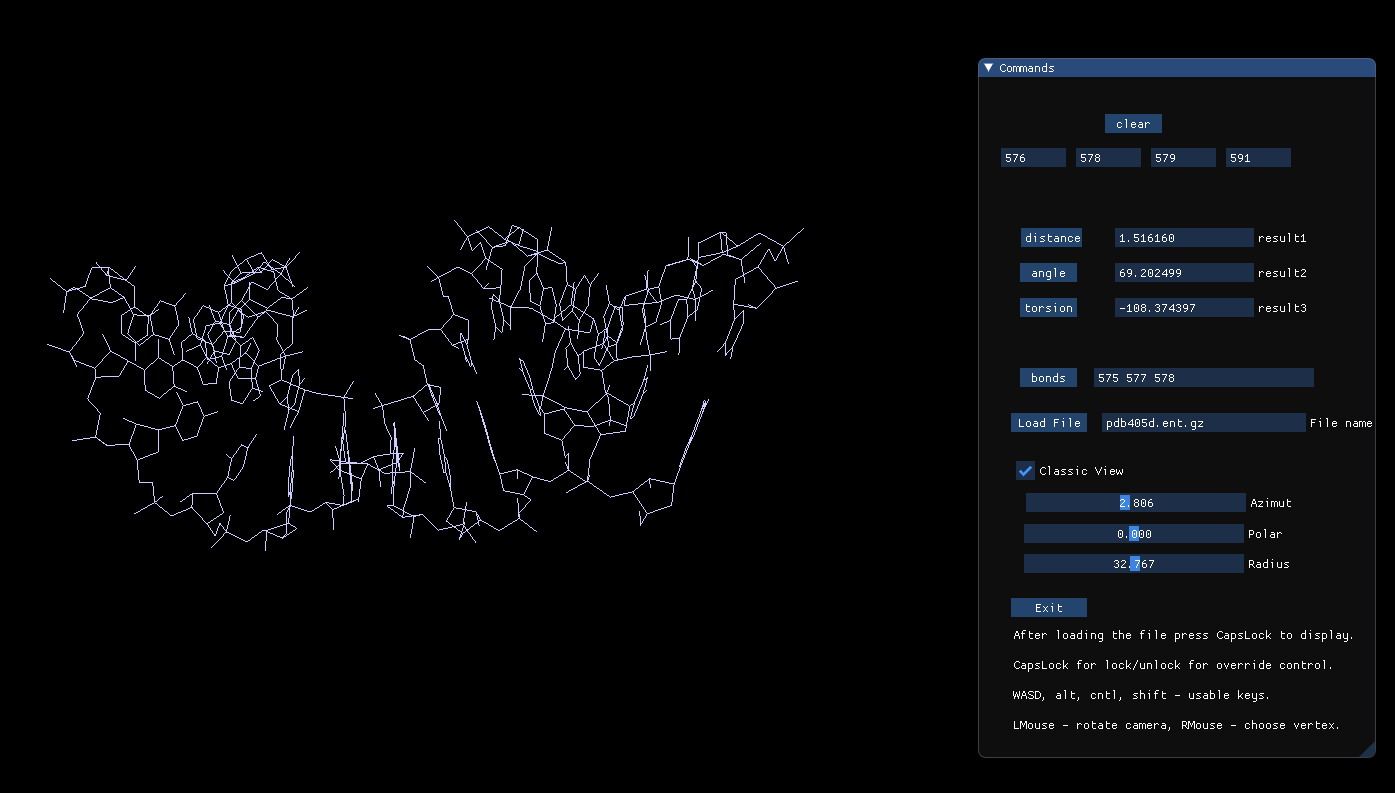 Commands
clear
576 578 579 591
distance 1.516160 result1
angle 69.202499 result2
torsion -108.374397 result3
bonds 575 577 578
Load File pdb405d.ent.gz File name
Classic View
2.806 Azimut
0.000 Polar
32.767 Radius
Exit
After loading the file press CapsLock to display.
CapsLock for lock/unlock for override control.
WASD, alt, cntl, shift - usable keys.
LMouse - rotate camera, RMouse - choose vertex.